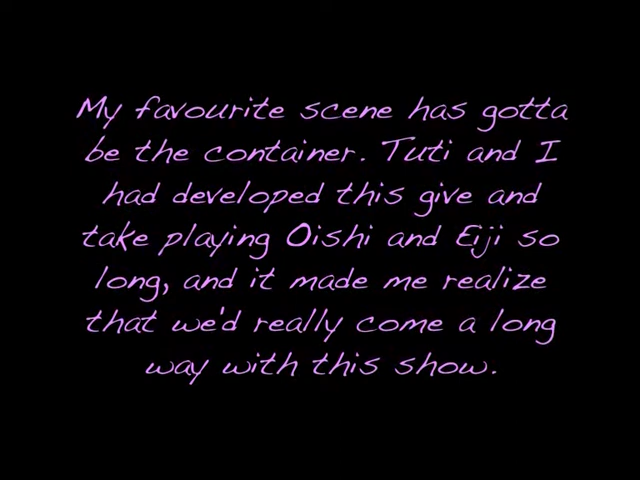 My favourite scene has gotta
be the container. Tuti and I
had developed this give and
take playing Oishi and Eiji so
long, and it made me realize
that we'd really come a long
way with this show.